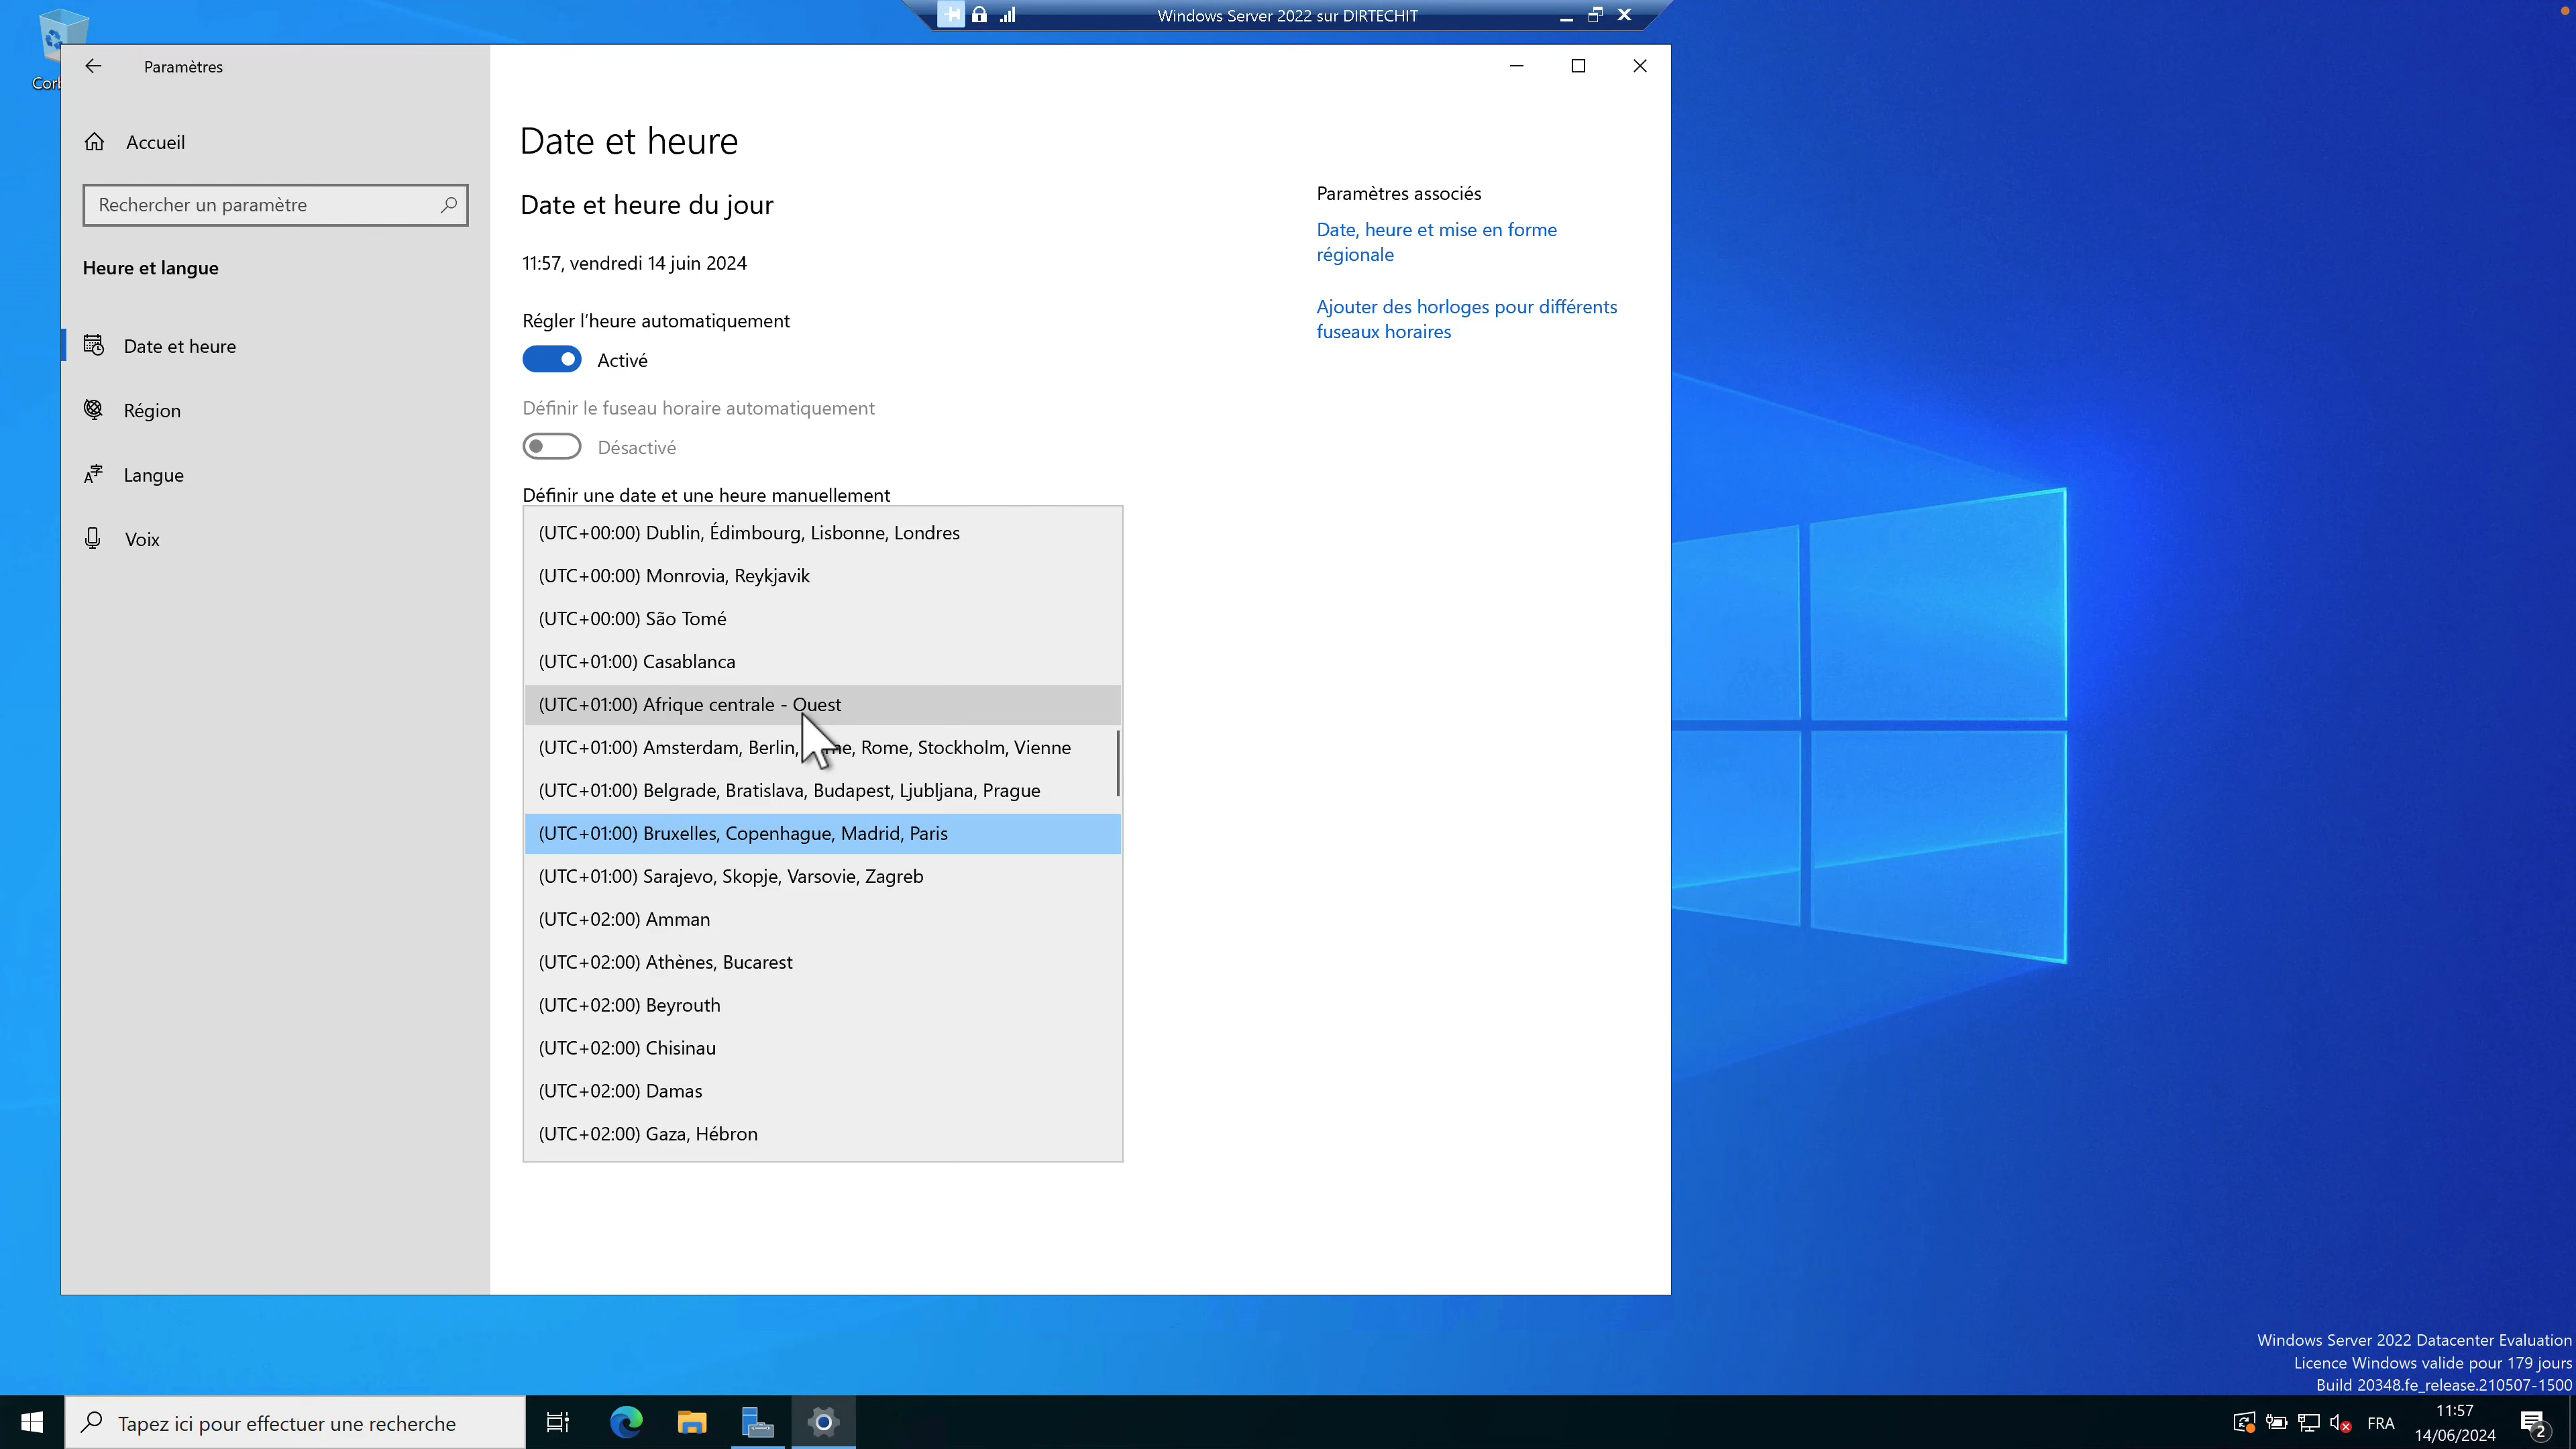 Windows Server 2022 sur DIRTECHIT
Paramètres
Accueil
Rechercher un paramètre
Heure et langue
Date et heure
Région
Langue
Voix
Date et heure
Date et heure du jour
11:57, vendredi 14 juin 2024
Régler l'heure automatiquement
Activé
Définir le fuseau horaire automatiquement
Désactivé
Définir une date et une heure manuellement
(UTC+00:00) Dublin, Édimbourg, Lisbonne, Londres
(UTC+00:00) Monrovia, Reykjavik
(UTC+00:00) São Tomé
(UTC+01:00) Casablanca
(UTC+01:00) Afrique centrale - Ouest
(UTC+01:00) Amsterdam, Berlin, Rome, Stockholm, Vienne
(UTC+01:00) Belgrade, Bratislava, Budapest, Ljubljana, Prague
(UTC+01:00) Bruxelles, Copenhague, Madrid, Paris
(UTC+01:00) Sarajevo, Skopje, Varsovie, Zagreb
(UTC+02:00) Amman
(UTC+02:00) Athènes, Bucarest
(UTC+02:00) Beyrouth
(UTC+02:00) Chisinau
(UTC+02:00) Damas
(UTC+02:00) Gaza, Hébron
Paramètres associés
Date, heure et mise en forme
régionale
Ajouter des horloges pour différents
fuseaux horaires
Windows Server 2022 Datacenter Evaluation
Licence Windows valide pour 179 jours
Build 20348.fe_release.210507-1500
Tapez ici pour effectuer une recherche
FRA
11:57
14/06/2024
2